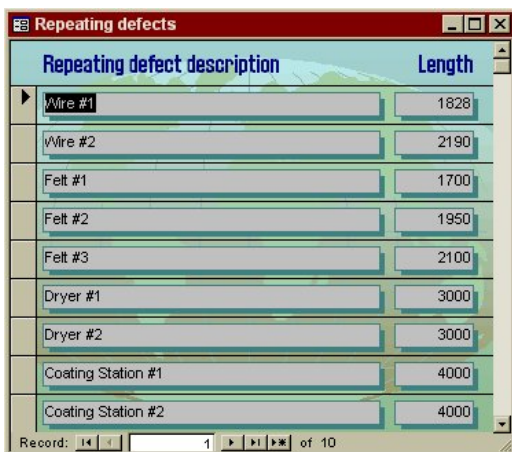 Repeating defects
Repeating defect description Length
Wire #1 1828
Wire #2 2190
Felt #1 1700
Felt #2 1950
Felt #3 2100
Dryer #1 3000
Dryer #2 3000
Coating Station #1 4000
Coating Station #2 4000
Record: 1 of 10